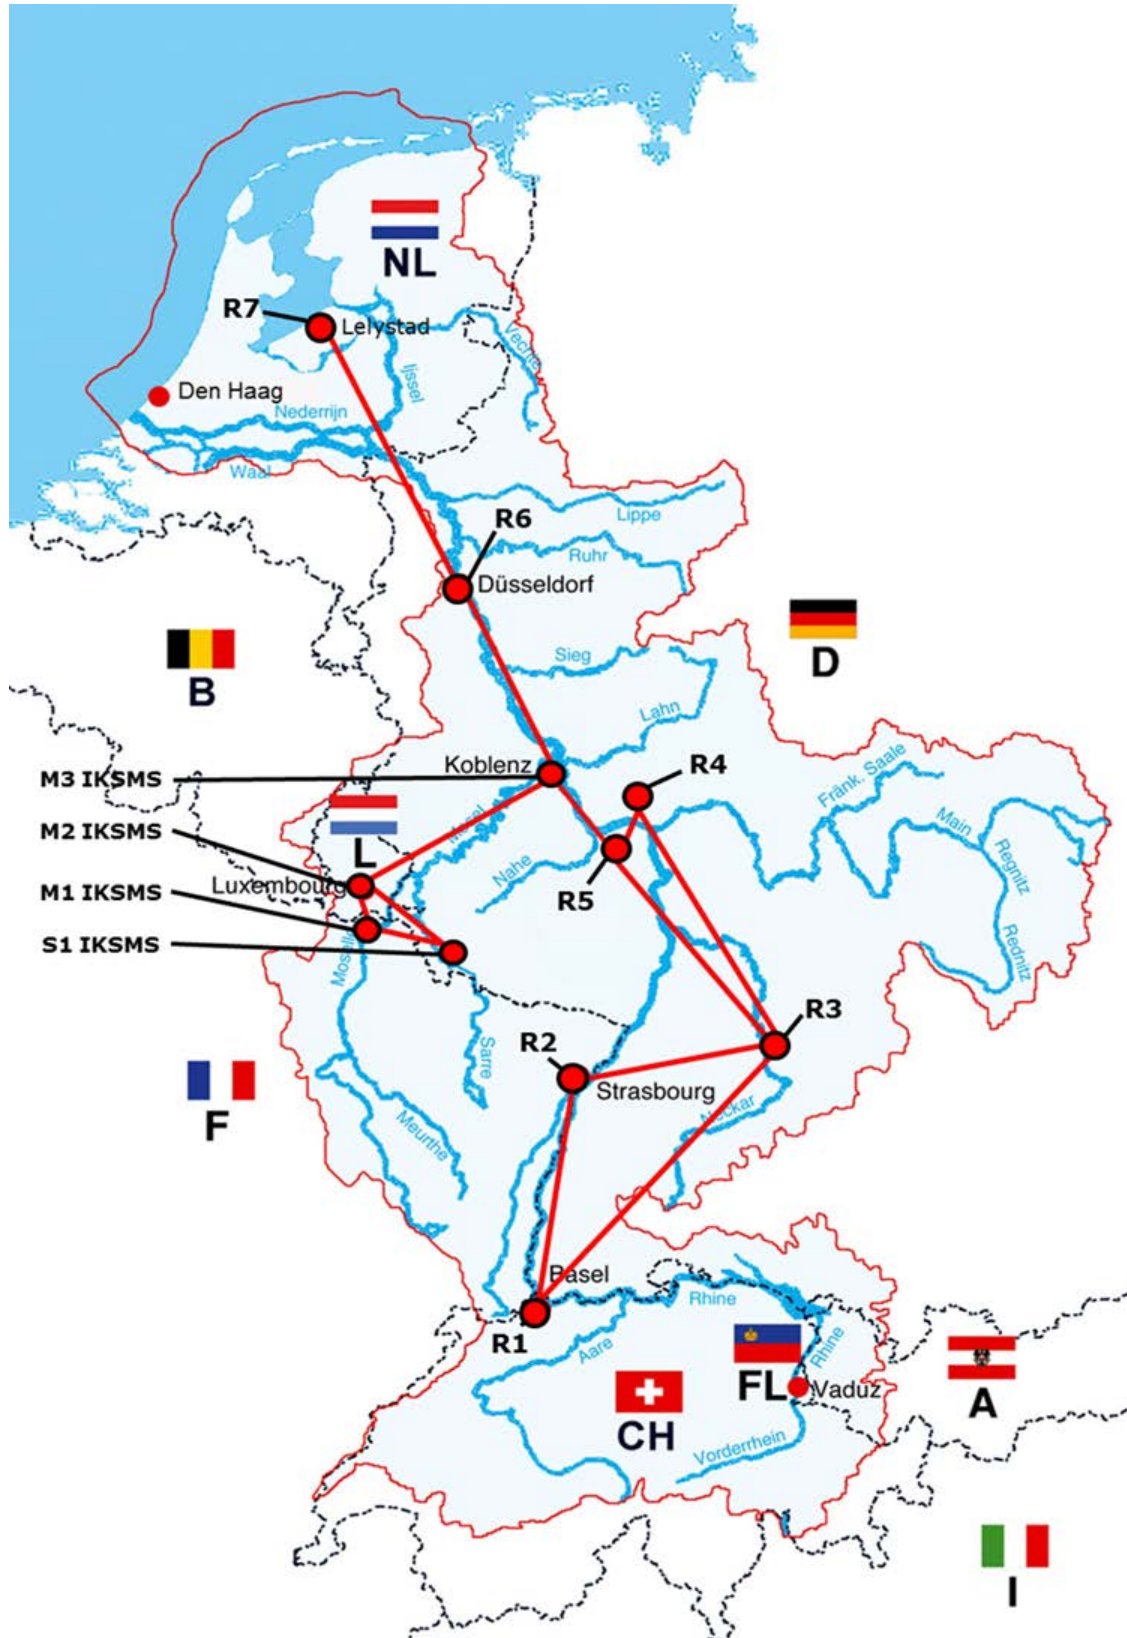 NL
R7
Lelystad
Vechte
Den Haag
Ijssel
Nederrijn
Waal
R6
Lippe
Ruhr
Düsseldorf
B
D
Sieg
Lahn
Koblenz
M3 IKSMS
R4
Fränk. Saale
M2 IKSMS
Mosel
L
Main
Regnitz
Luxembourg
Nahe
M1 IKSMS
R5
S1 IKSMS
Moselle
Rednitz
R3
R2
Sarre
Strasbourg
F
Neckar
Meurthe
Basel
Rhine
R1
Aare
Rhine
FL
Vaduz
A
CH
Vorderrhein
I